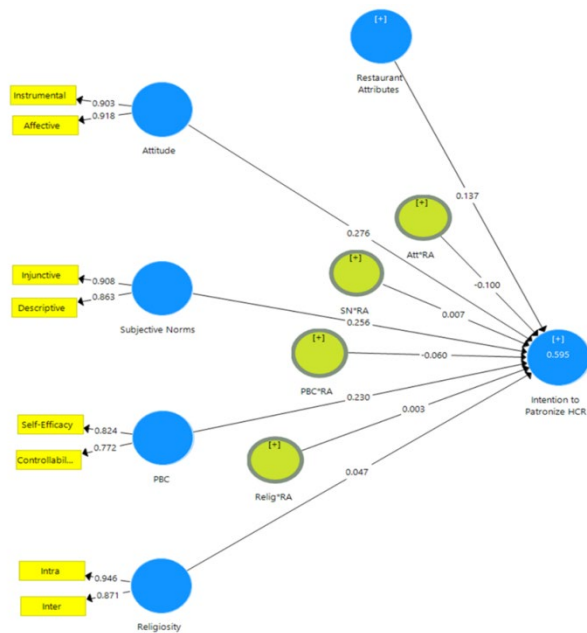 [+]
Restaurant
Attributes
Instrumental
0.903
Affective
0.918
Attitude
0.137
[+]
Att*RA
0.276
-0.100
[+]
SN*RA
0.007
Injunctive
0.908
Descriptive
0.863
Subjective Norms
0.256
[+]
PBC*RA
-0.060
[+]
0.595
Intention to
Patronize HCR
Self-Efficacy
0.824
Controllabil...
0.772
PBC
0.230
[+]
Relig*RA
0.003
0.047
Intra
0.946
Inter
0.871
Religiosity